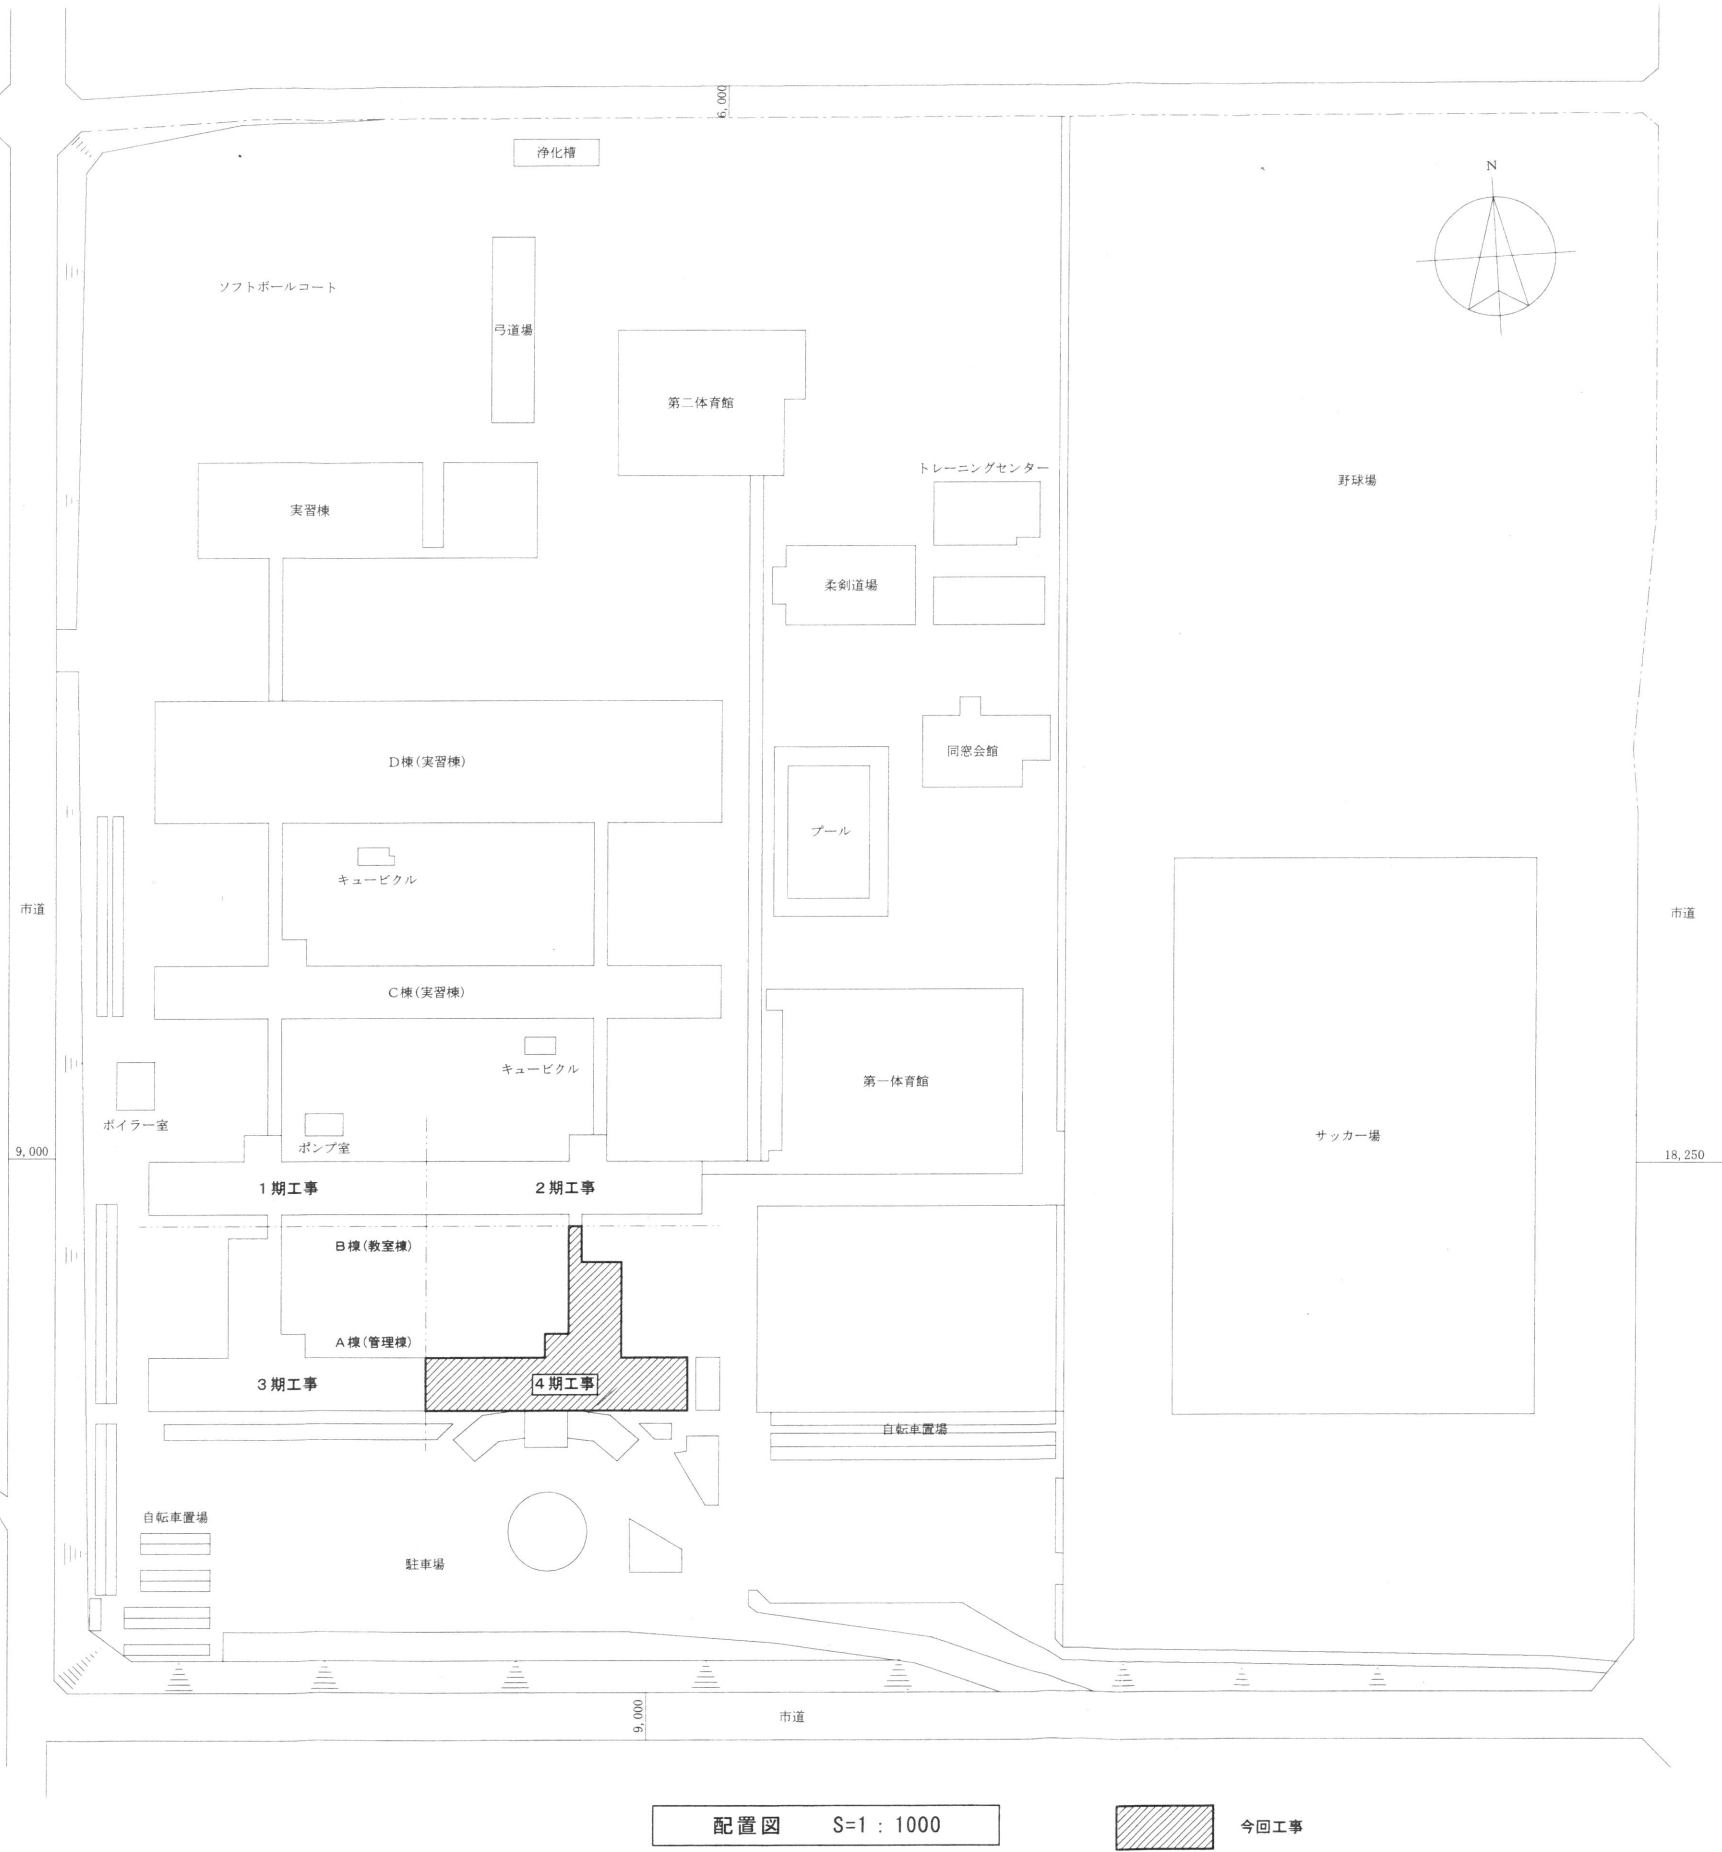 6,000
浄化槽
N
ソフトボールコート
弓道場
第二体育館
トレーニングセンター
野球場
実習棟
柔剣道場
同窓会館
D棟(実習棟)
プール
キュービクル
市道
市道
C棟(実習棟)
キュービクル
第一体育館
ボイラー室
ポンプ室
サッカー場
9,000
18,250
1期工事
2期工事
B棟(教室棟)
A棟(管理棟)
3期工事
4期工事
自転車置場
自転車置場
駐車場
9,000
市道
配置図 S=1:1000
今回工事